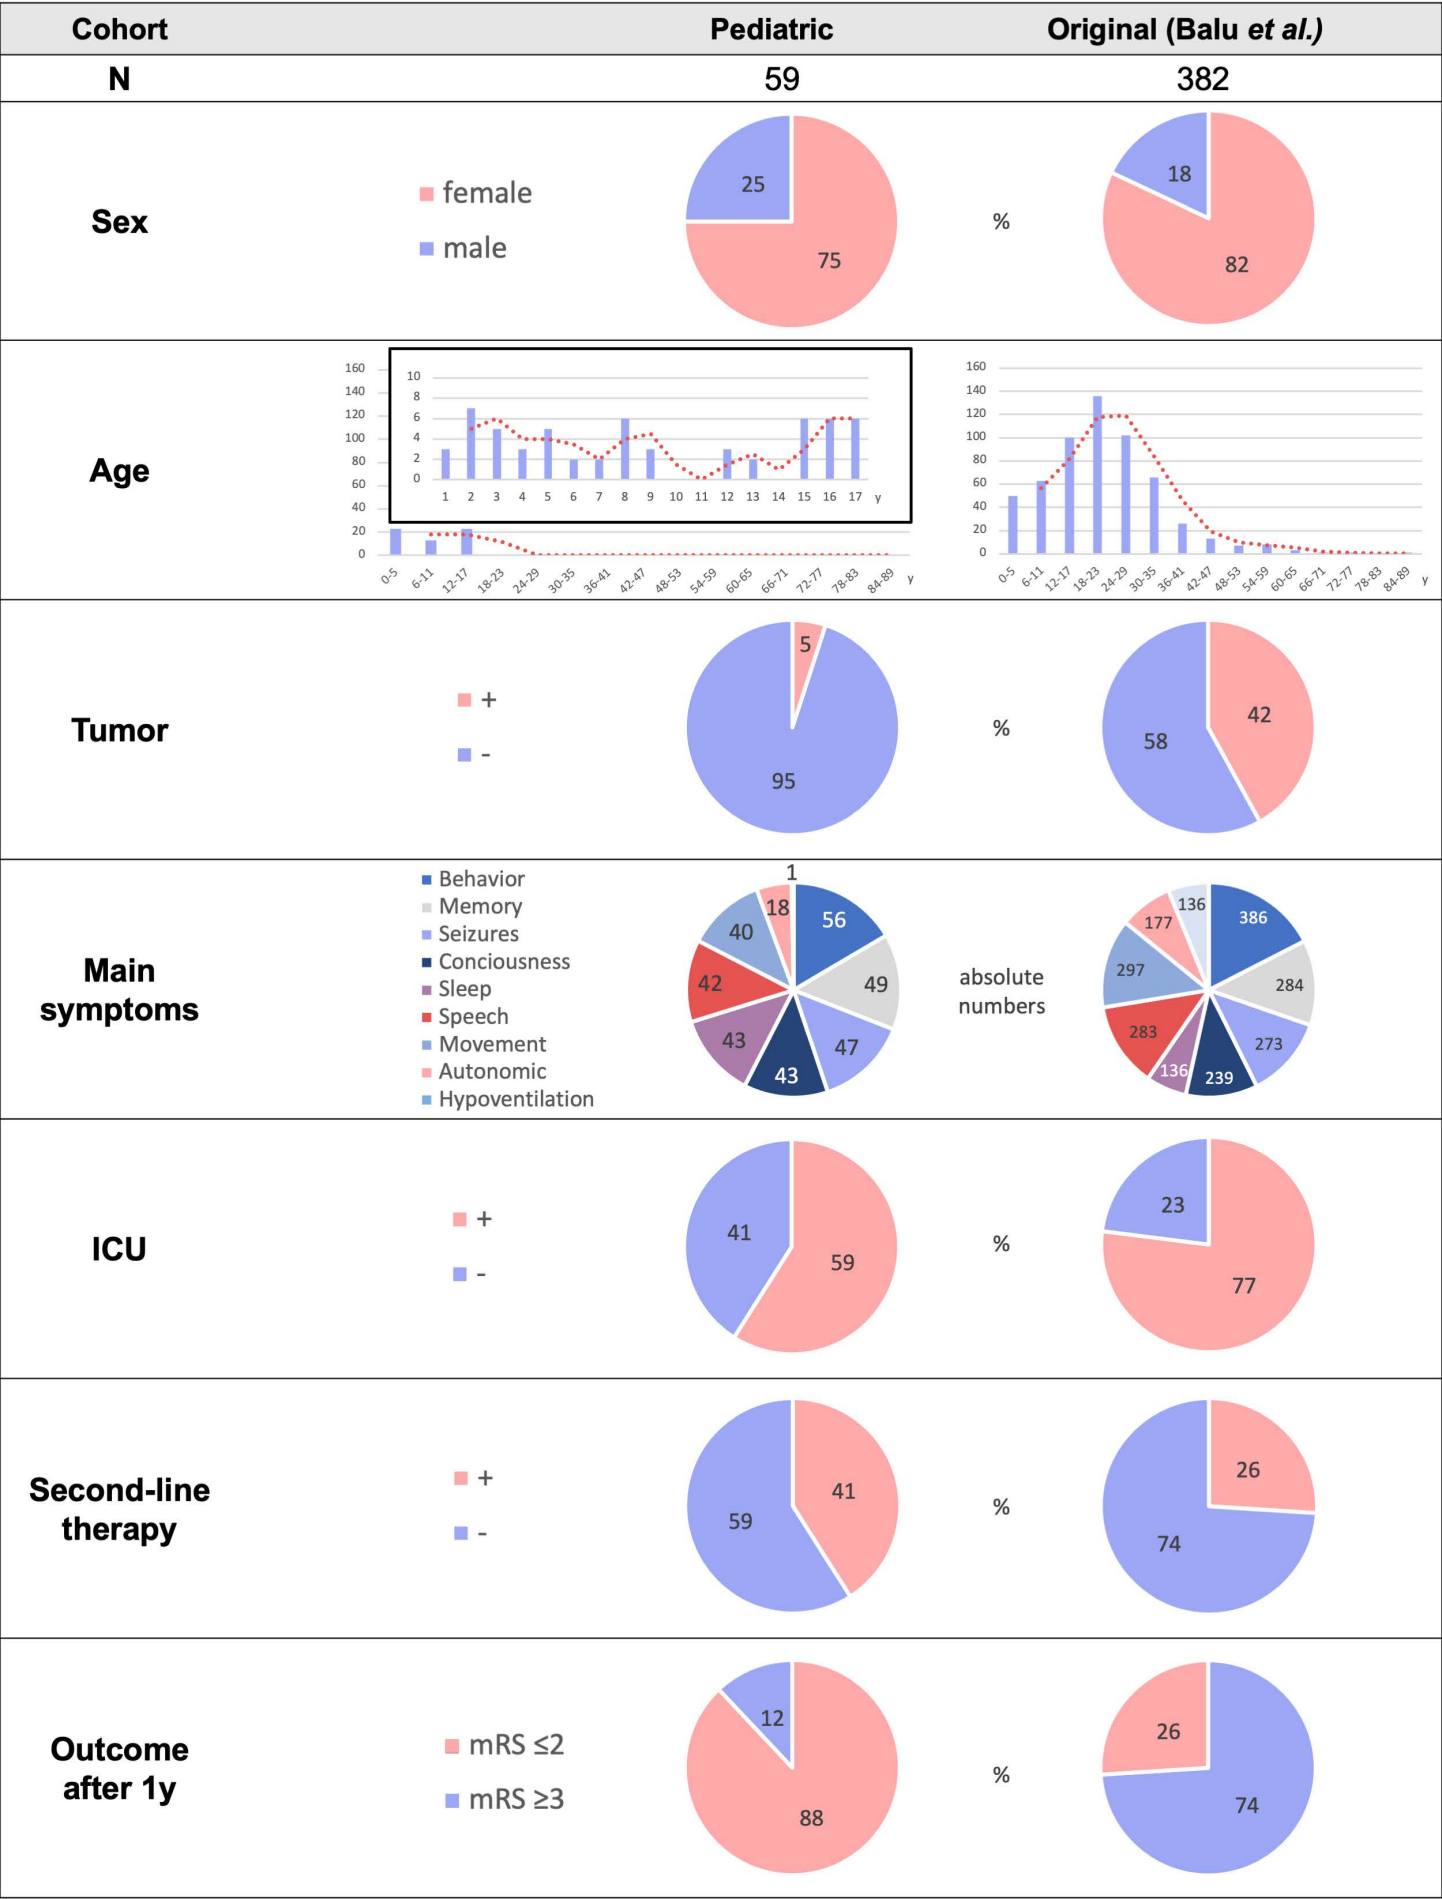 Cohort Pediatric Original (Balu et al.)
N 59 382
Sex
female
male
25
75
%
18
82
Age
160
140
120
100
80
60
40
20
0
10
8
6
4
2
0
1 2 3 4 5 6 7 8 9 10 11 12 13 14 15 16 17 y
0-5 6-11 12-17 18-23 24-29 30-35 36-41 42-47 48-53 54-59 60-65 66-71 72-77 78-83 84-89 y
160
140
120
100
80
60
40
20
0
0-5 6-11 12-17 18-23 24-29 30-35 36-41 42-47 48-53 54-59 60-65 66-71 72-77 78-83 84-89 y
Tumor
+
-
5
95
%
42
58
Main
symptoms
Behavior
Memory
Seizures
Conciousness
Sleep
Speech
Movement
Autonomic
Hypoventilation
1
56
49
47
43
43
42
40
18
absolute
numbers
386
284
273
239
136
283
297
177
136
ICU
+
-
41
59
%
23
77
Second-line
therapy
+
-
41
59
%
26
74
Outcome
after 1y
mRS ≤2
mRS ≥3
12
88
%
26
74